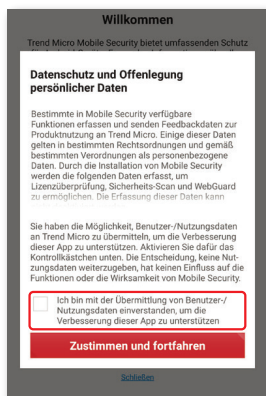 Willkommen
Trend Micro Mobile Security bietet umfassenden Schutz
Datenschutz und Offenlegung
persönlicher Daten
Bestimmte in Mobile Security verfügbare
Funktionen erfassen und senden Feedbackdaten zur
Produktnutzung an Trend Micro. Einige dieser Daten
gelten in bestimmten Rechtsordnungen und gemäß
bestimmten Verordnungen als personenbezogene
Daten. Durch die Installation von Mobile Security
werden die folgenden Daten erfasst, um
Lizenzüberprüfung, Sicherheits-Scan und WebGuard
zu ermöglichen. Die Erfassung dieser Daten kann
Sie haben die Möglichkeit, Benutzer-/Nutzungsdaten
an Trend Micro zu übermitteln, um die Verbesserung
dieser App zu unterstützen. Aktivieren Sie dafür das
Kontrollkästchen unten. Die Entscheidung, keine Nut-
zungsdaten weiterzugeben, hat keinen Einfluss auf die
Funktionen oder die Wirksamkeit von Mobile Security.
Ich bin mit der Übermittlung von Benutzer-/
Nutzungsdaten einverstanden, um die
Verbesserung dieser App zu unterstützen
Zustimmen und fortfahren
Schließen